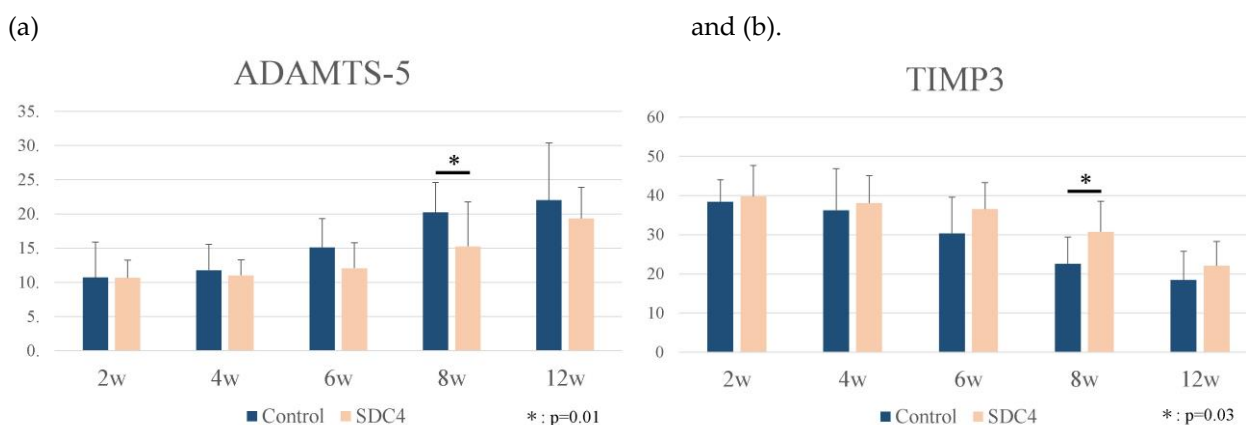 (a)
and (b).
ADAMTS-5
35.
30.
25.
20.
15.
10.
5.
0.
*
2w 4w 6w 8w 12w
Control SDC4 *: p=0.01
TIMP3
60
50
40
30
20
10
0
*
2w 4w 6w 8w 12w
Control SDC4 *: p=0.03